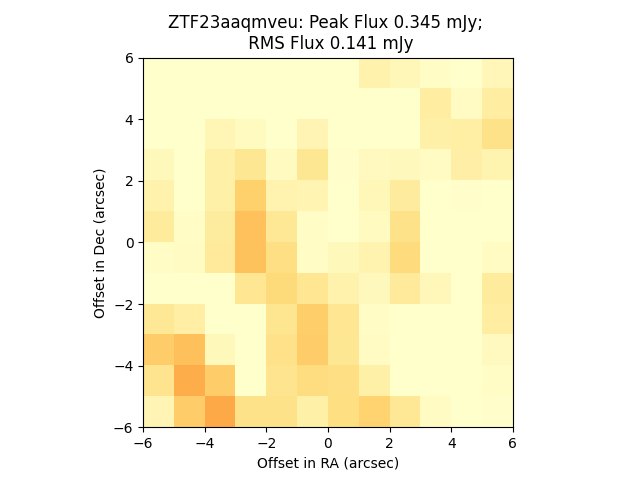 ZTF23aaqmveu: Peak Flux 0.345 mJy;
RMS Flux 0.141 mJy
6
4
2
0
−2
−4
−6
Offset in Dec (arcsec)
−6 −4 −2 0 2 4 6
Offset in RA (arcsec)